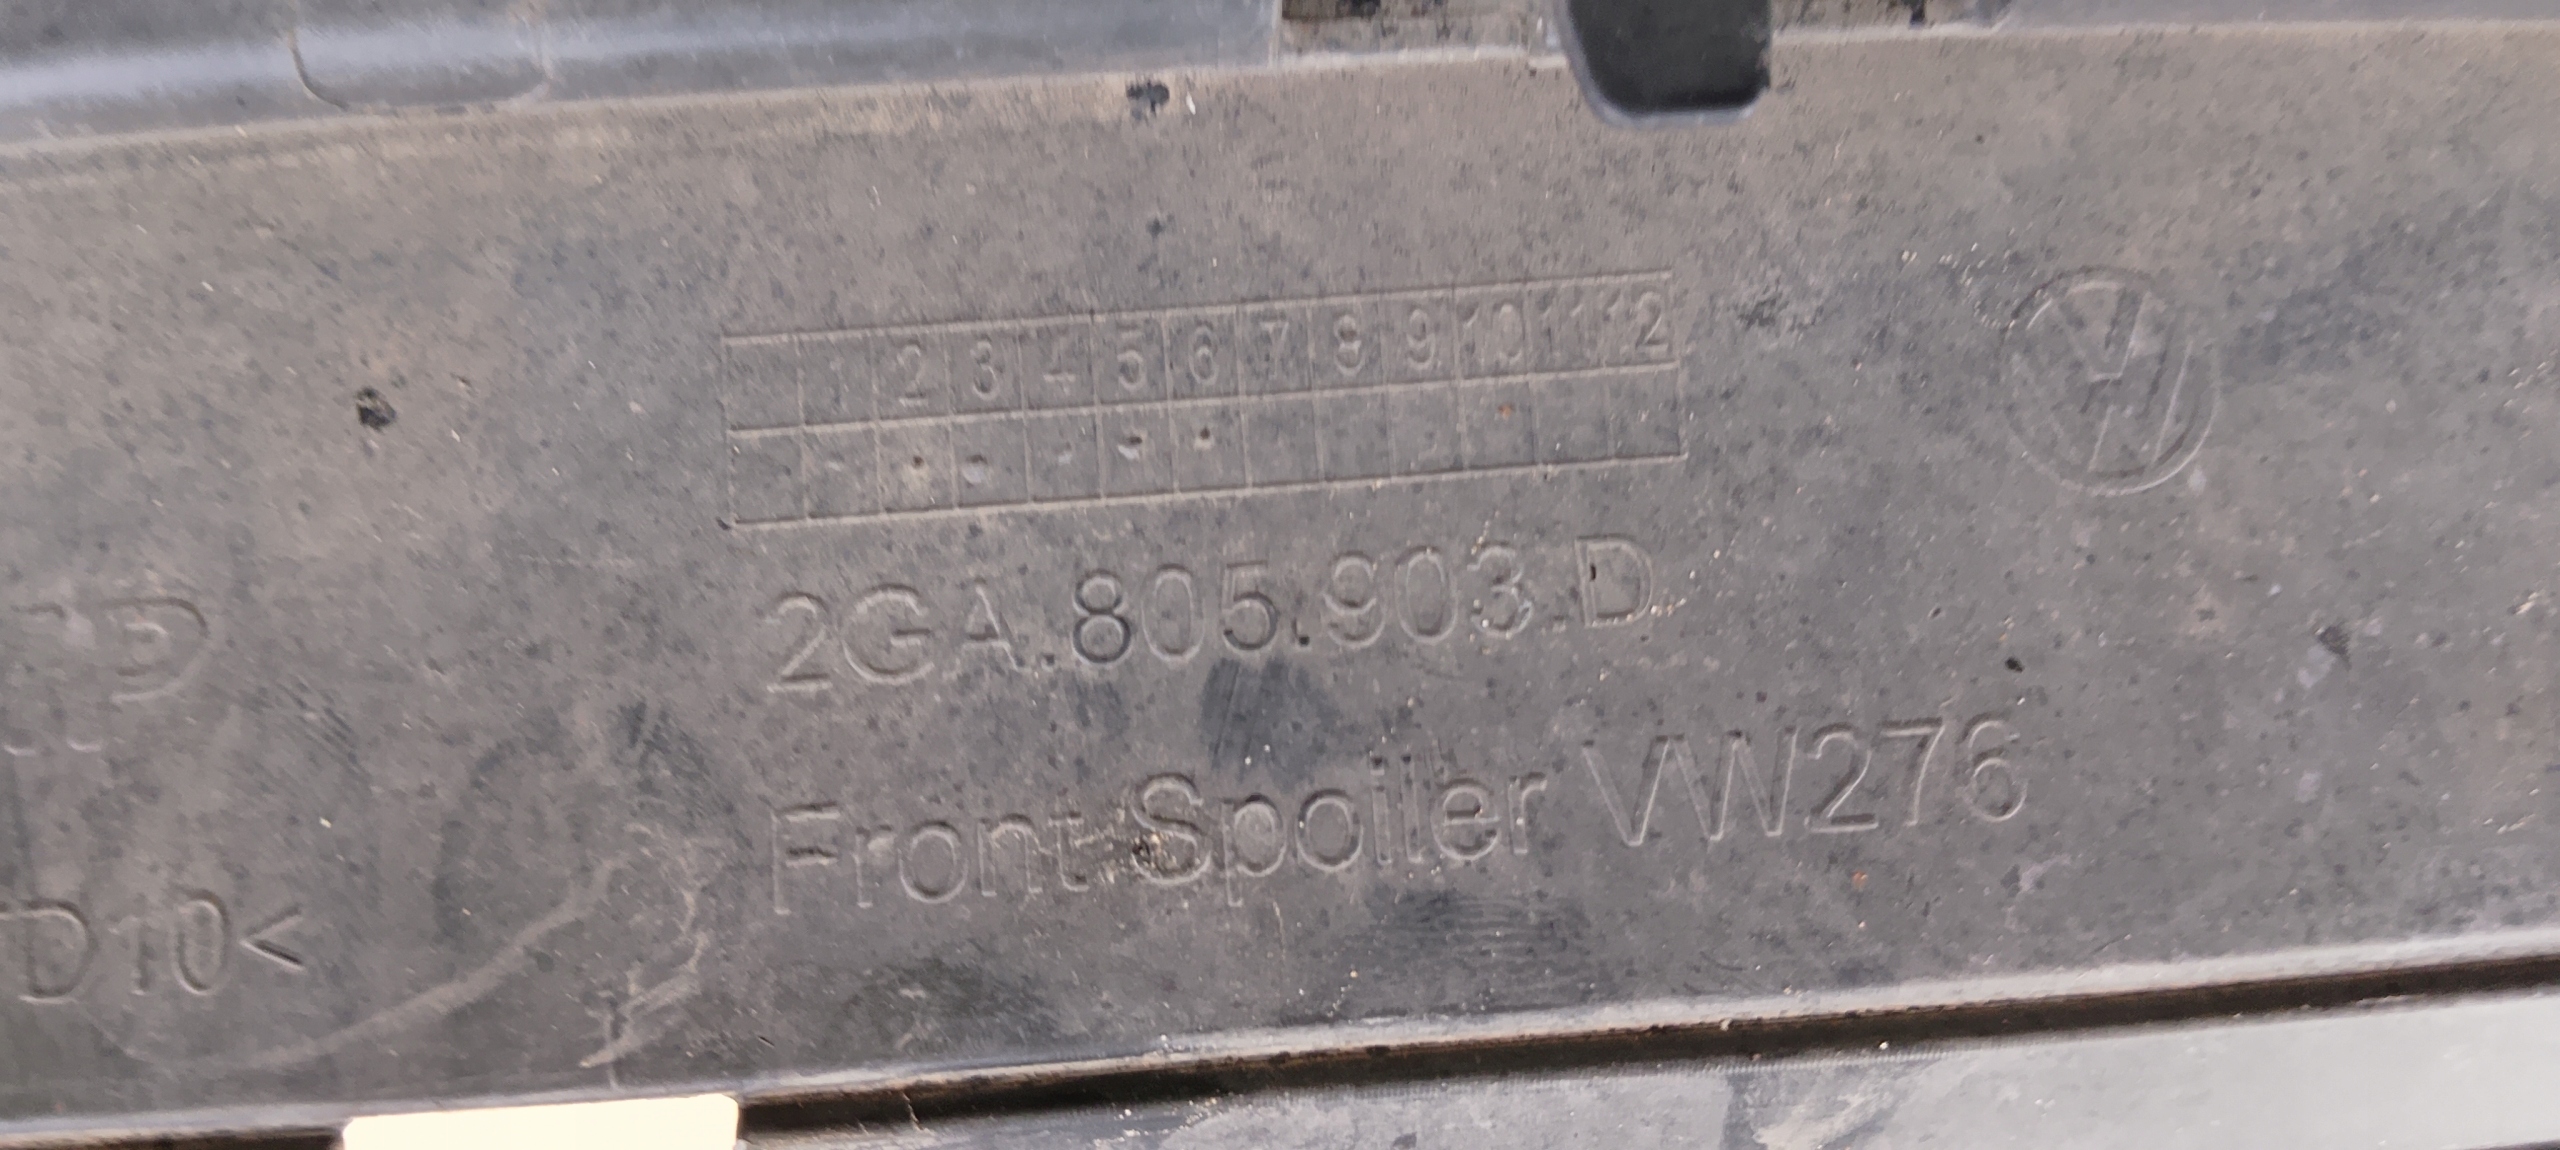 1 2 3 4 5 6 7 8 9 10 11 12
2GA.805.903.D
Front Spoiler VW276
D10<